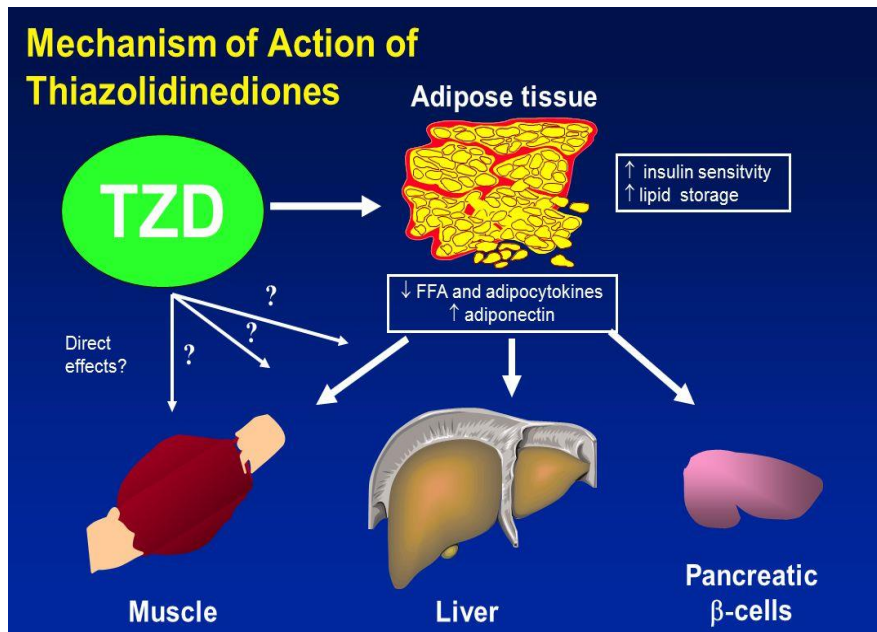 Mechanism of Action of
Thiazolidinediones
Adipose tissue
TZD
↑ insulin sensitvity
↑ lipid storage
↓ FFA and adipocytokines
↑ adiponectin
Direct
effects?
?
?
?
Muscle
Liver
Pancreatic
β-cells